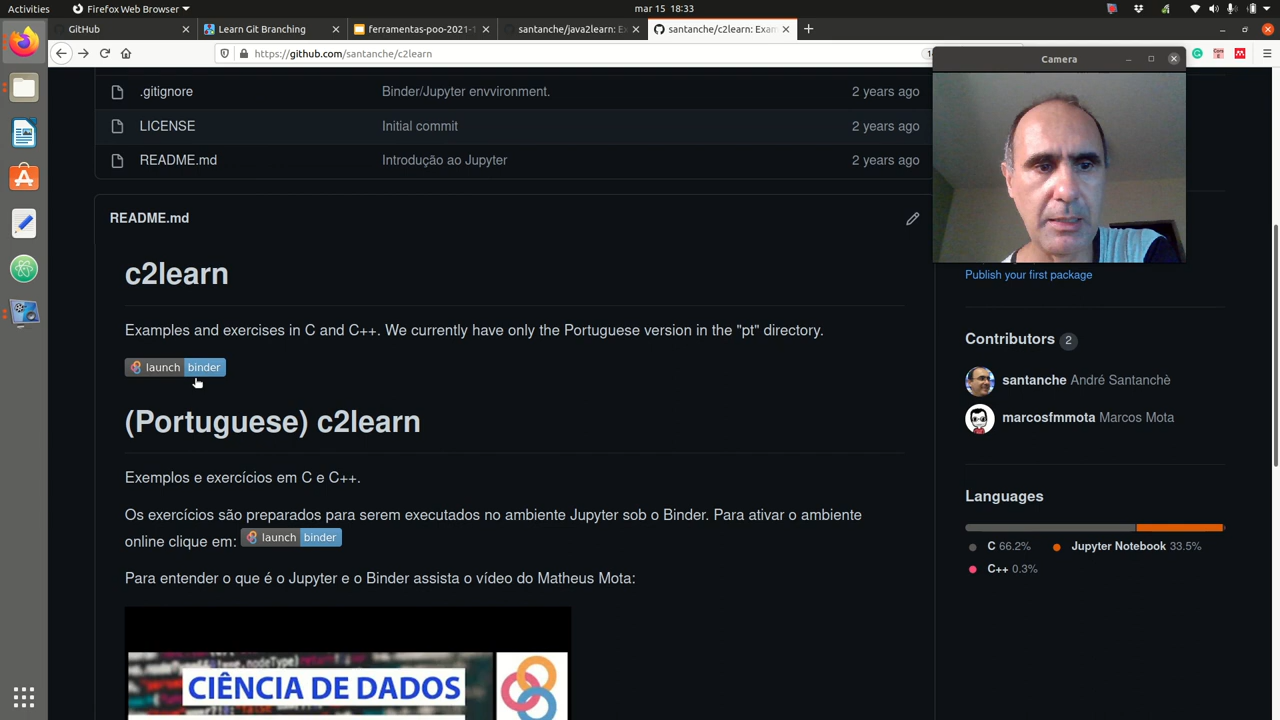 Activities
Firefox Web Browser
mar 15 18:33
GitHub
Learn Git Branching
ferramentas-poo-2021-1
santanche/java2learn: Ex
santanche/c2learn: Exam
https://github.com/santanche/c2learn
Camera
.gitignore
Binder/Jupyter envvironment.
2 years ago
LICENSE
Initial commit
2 years ago
README.md
Introdução ao Jupyter
2 years ago
README.md
c2learn
Examples and exercises in C and C++. We currently have only the Portuguese version in the "pt" directory.
launch binder
(Portuguese) c2learn
Exemplos e exercícios em C e C++.
Os exercícios são preparados para serem executados no ambiente Jupyter sob o Binder. Para ativar o ambiente
online clique em: launch binder
Para entender o que é o Jupyter e o Binder assista o vídeo do Matheus Mota:
CIÊNCIA DE DADOS
Publish your first package
Contributors 2
santanche André Santanchè
marcosfmmota Marcos Mota
Languages
C 66.2%
Jupyter Notebook 33.5%
C++ 0.3%